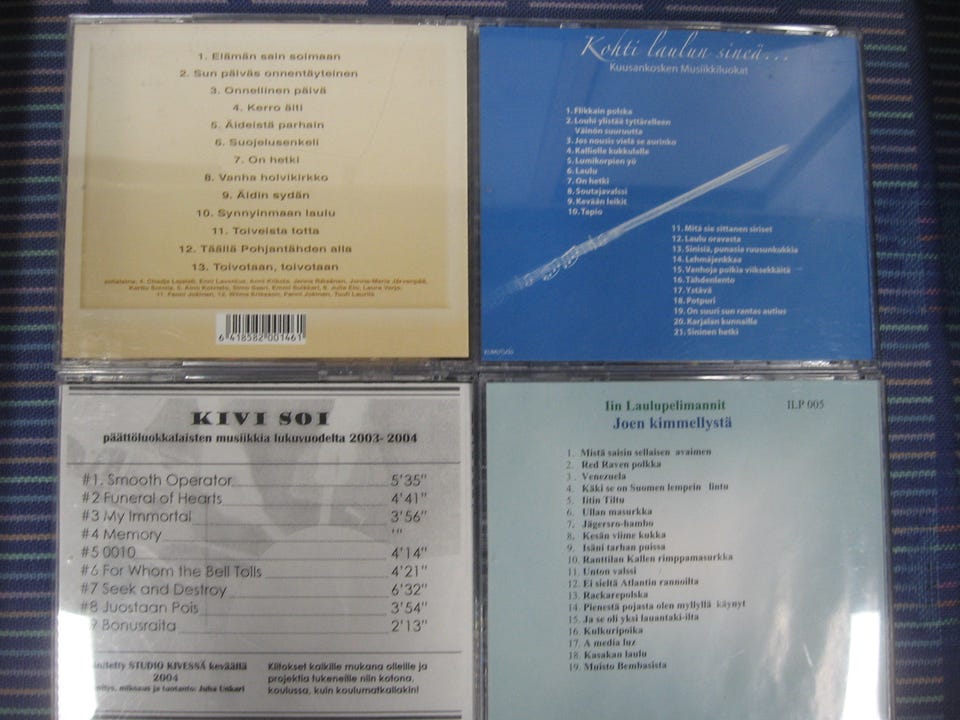 1. Elämän sain solmaan
2. Sun päiväs onnentäyteinen
3. Onnellinen päivä
4. Kerro äiti
5. Äideistä parhain
6. Suojelusenkeli
7. On hetki
8. Vanha holvikirkko
9. Äidin sydän
10. Synnyinmaan laulu
11. Toiveista totta
12. Täällä Pohjantähden alla
13. Toivotaan, toivotaan
6 418582 001461
Kohti laulun sineä...
Kuusankosken Musiikkiluokat
1. Flikkain polska
2. Louhi ylistää tyttärelleen
Väinön suuruutta
3. Jos nousis vielä se aurinko
4. Kalliolle kukkulalle
5. Lumikorpien yö
6. Laulu
7. On hetki
8. Soutajavalssi
9. Kevään leikit
10. Tapio
11. Mitä sie sittanen siriset
12. Laulu oravasta
13. Sinisiä, punasia ruusunkukkia
14. Lehmäjenkkaa
15. Vanhoja poikia viiksekkäitä
16. Tähdenlento
17. Ystävä
18. Potpuri
19. On suuri sun rantas autius
20. Karjalan kunnailla
21. Sininen hetki
KIVI SOI
päättöluokkalaisten musiikkia lukuvuodelta 2003-2004
#1. Smooth Operator 5'35"
#2 Funeral of Hearts 4'41"
#3 My Immortal 3'56"
#4 Memory '"
#5 0010 4'14"
#6 For Whom the Bell Tolls 4'21"
#7 Seek and Destroy 6'32"
#8 Juostaan Pois 3'54"
9 Bonusraita 2'13"
STUDIO KIVESSÄ keväällä
2004
miksaus ja tuotanto: Juha Unkari
Kiitokset kaikille mukana olleille ja
projektia tukeneille niin kotona,
koulussa, kuin koulumatkallakin!
Iin Laulupelimannit ILP 005
Joen kimmellystä
1. Mistä saisin sellaisen avaimen
2. Red Raven polkka
3. Venezuela
4. Käki se on Suomen lempein lintu
5. Iitin Tiltu
6. Ullan masurkka
7. Jägersro-hambo
8. Kesän viime kukka
9. Isäni tarhan puissa
10. Ranttilan Kallen rimppamasurkka
11. Unton valssi
12. Ei sieltä Atlantin rannoilta
13. Rackarepolska
14. Pienestä pojasta olen myllyllä käynyt
15. Ja se oli yksi lauantaki-ilta
16. Kulkuripoika
17. A media luz
18. Kasakan laulu
19. Muisto Bembasista